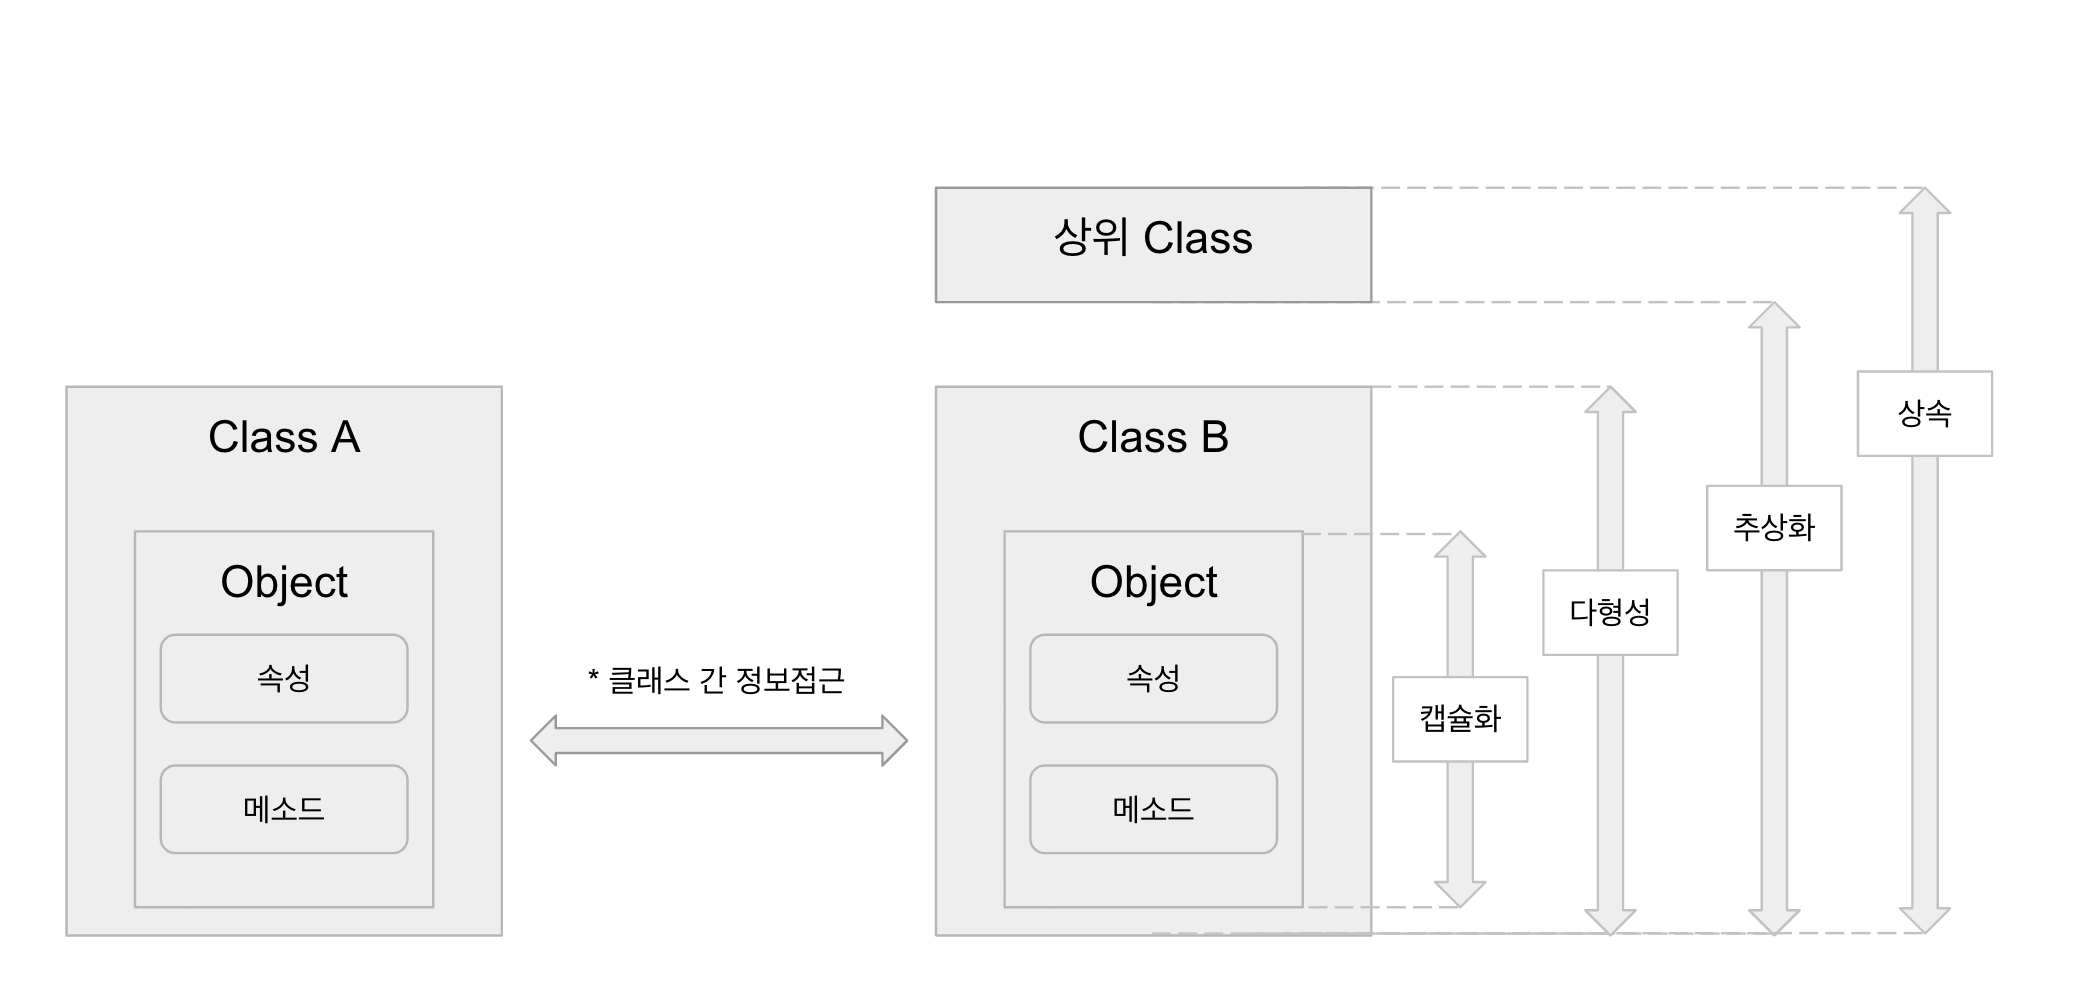 상위 Class
Class A
Object
속성
메소드
* 클래스 간 정보접근
Class B
Object
속성
메소드
캡슐화
다형성
추상화
상속